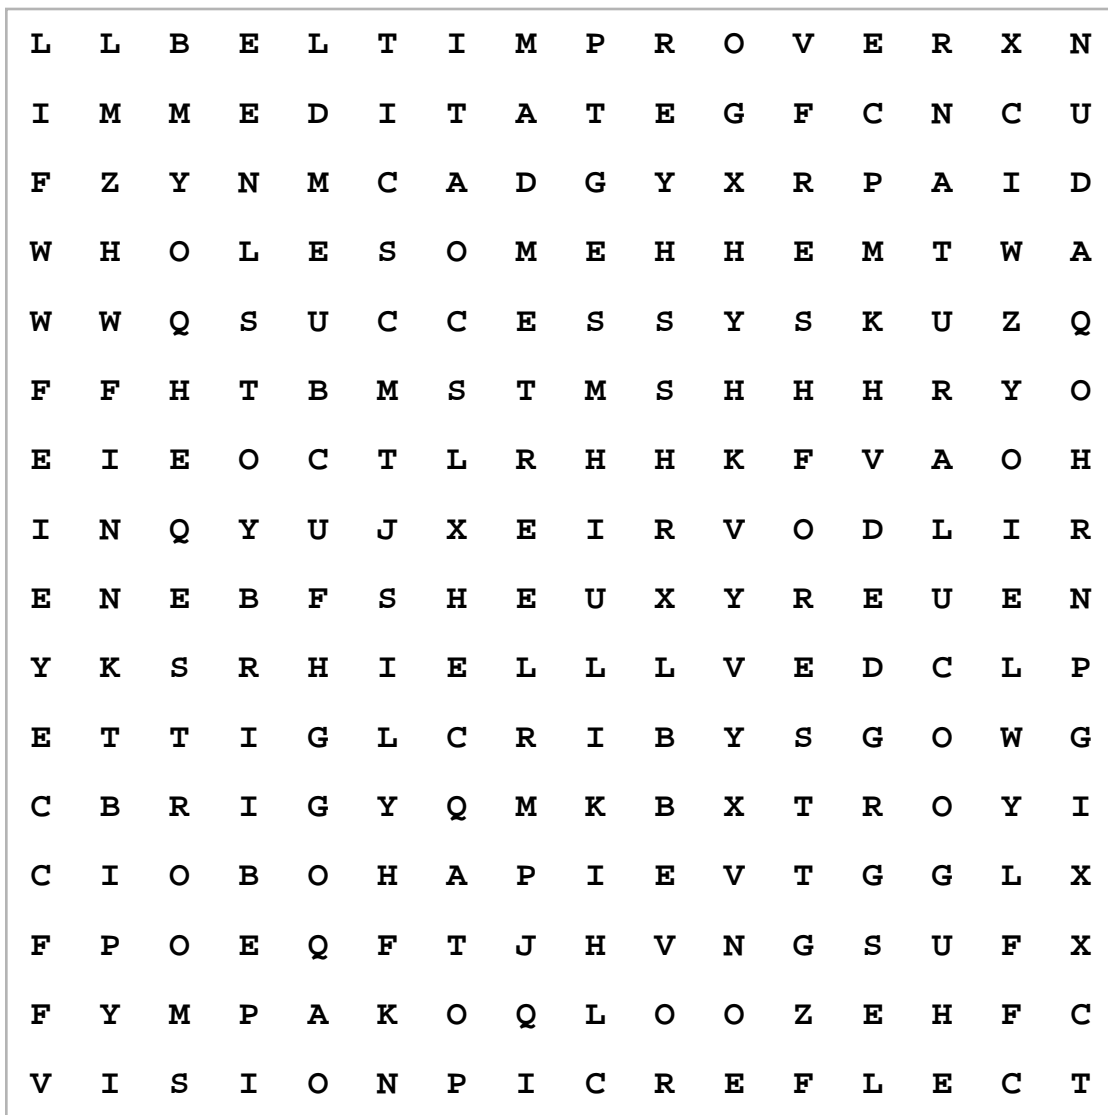 L L B E L T I M P R O V E R X N
I M M E D I T A T E G F C N C U
F Z Y N M C A D G Y X R P A I D
W H O L E S O M E H H E M T W A
W W Q S U C C E S S Y S K U Z Q
F F H T B M S T M S H H H R Y O
E I E O C T L R H H K F V A O H
I N Q Y U J X E I R V O D L I R
E N E B F S H E U X Y R E U E N
Y K S R H I E L L L V E D C L P
E T T I G L C R I B Y S G O W G
C B R I G Y Q M K B X T R O Y I
C I O B O H A P I E V T G G L X
F P O E Q F T J H V N G S U F X
F Y M P A K O Q L O O Z E H F C
V I S I O N P I C R E F L E C T